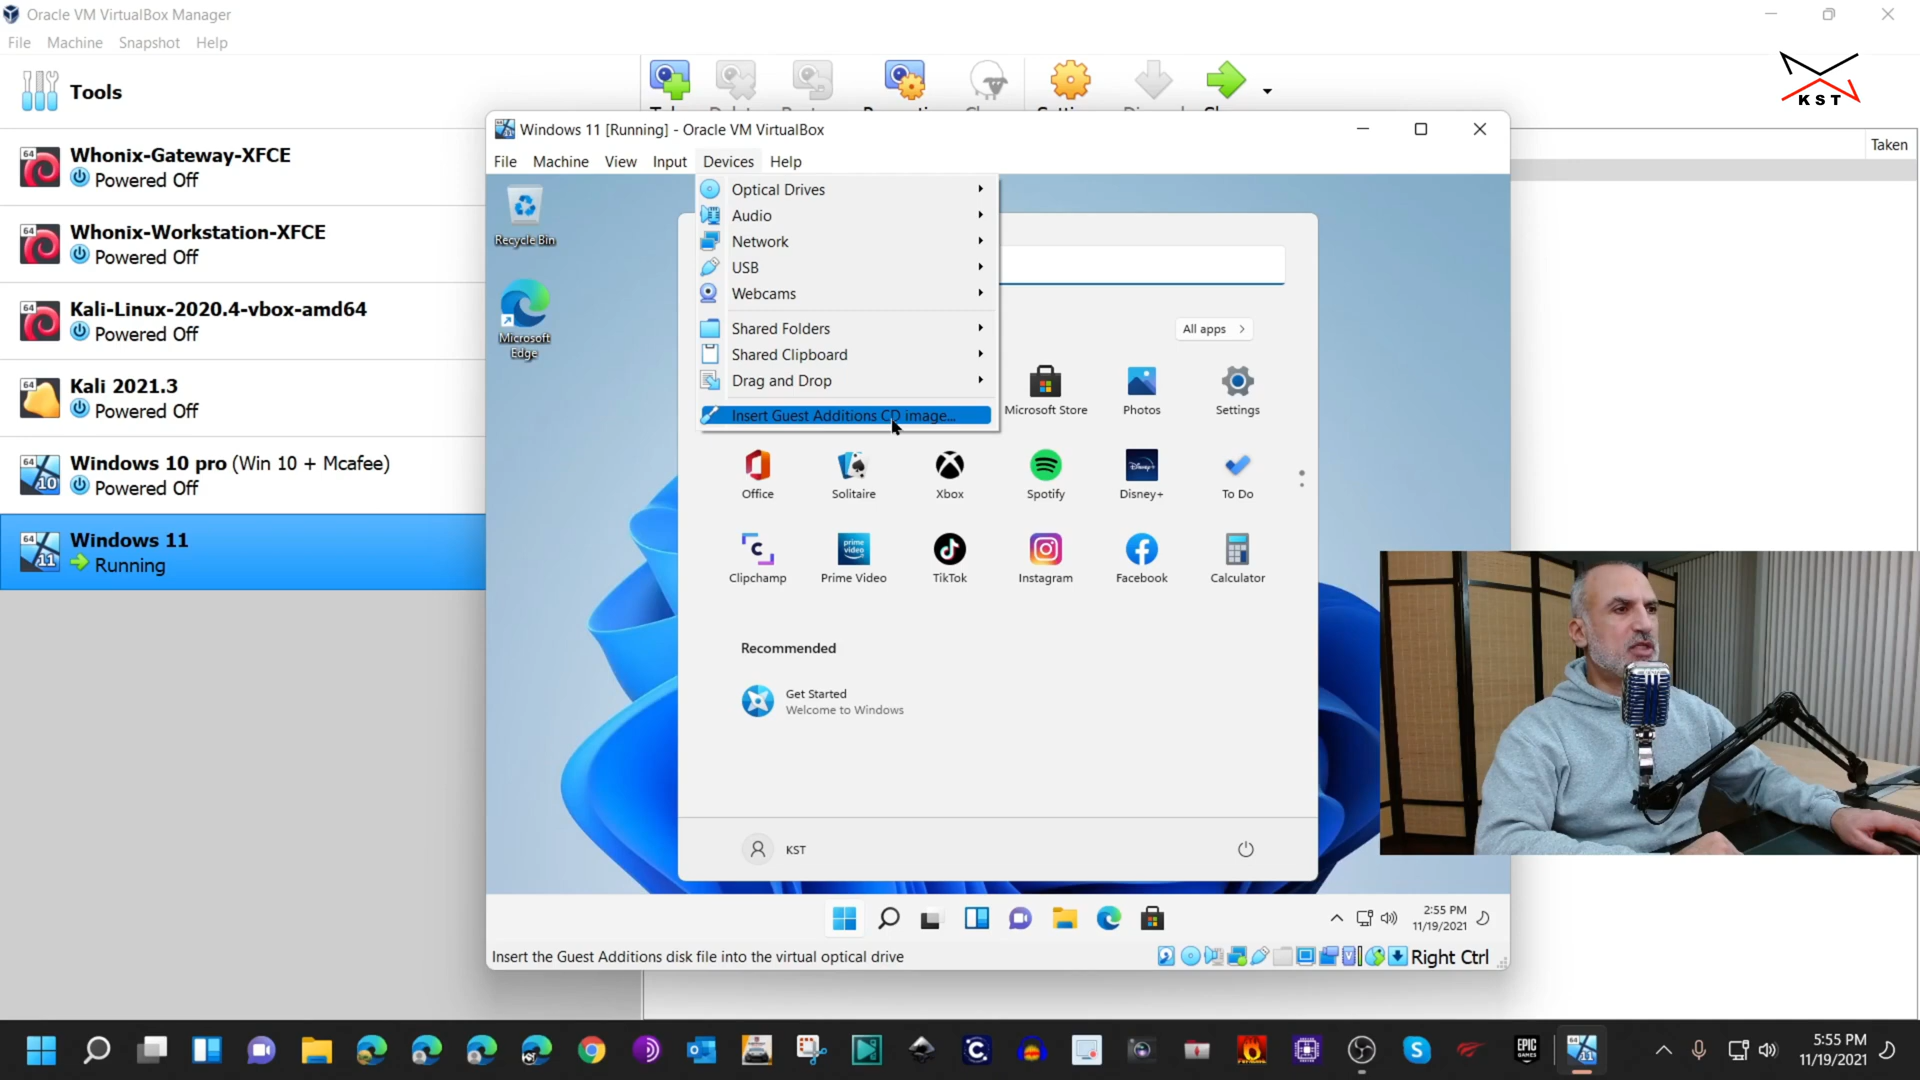 Oracle VM VirtualBox Manager
File Machine Snapshot Help
Tools
KST
Taken
Whonix-Gateway-XFCE
Powered Off
Whonix-Workstation-XFCE
Powered Off
Kali-Linux-2020.4-vbox-amd64
Powered Off
Kali 2021.3
Powered Off
Windows 10 pro (Win 10 + Mcafee)
Powered Off
Windows 11
Running
Windows 11 [Running] - Oracle VM VirtualBox
File Machine View Input Devices Help
Optical Drives
Audio
Network
USB
Webcams
Shared Folders
Shared Clipboard
Drag and Drop
Insert Guest Additions CD image...
Recycle Bin
Microsoft
Edge
All apps
Microsoft Store Photos Settings
Office Solitaire Xbox Spotify Disney+ To Do
Clipchamp Prime Video TikTok Instagram Facebook Calculator
Recommended
Get Started
Welcome to Windows
KST
2:55 PM
11/19/2021
Insert the Guest Additions disk file into the virtual optical drive
Right Ctrl
5:55 PM
11/19/2021